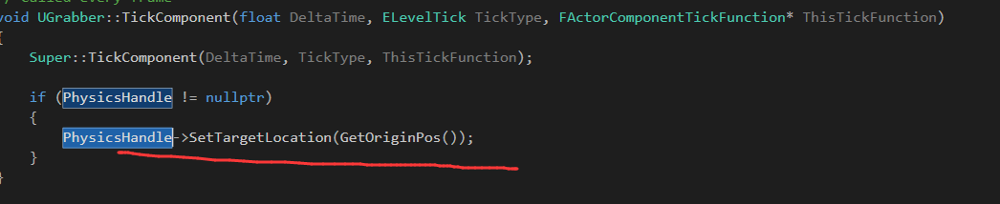 // Called every frame
void UGrabber::TickComponent(float DeltaTime, ELevelTick TickType, FActorComponentTickFunction* ThisTickFunction)
{
Super::TickComponent(DeltaTime, TickType, ThisTickFunction);
if (PhysicsHandle != nullptr)
{
PhysicsHandle->SetTargetLocation(GetOriginPos());
}
}